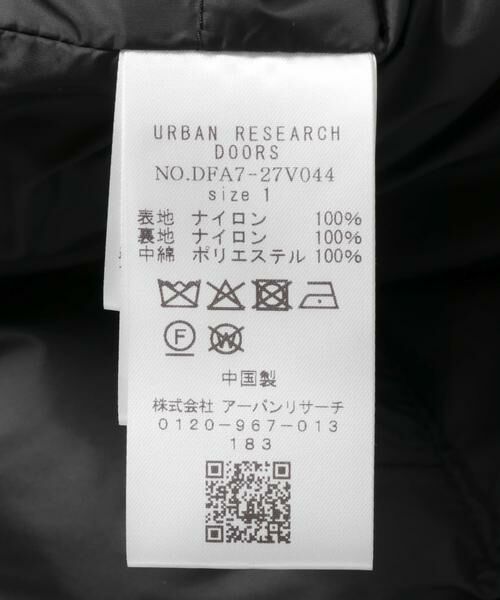 URBAN RESEARCH
DOORS
NO.DFA7-27V044
size 1
表地 ナイロン 100%
裏地 ナイロン 100%
中綿 ポリエステル 100%
F W
中国製
株式会社 アーバンリサーチ
0120-967-013
183